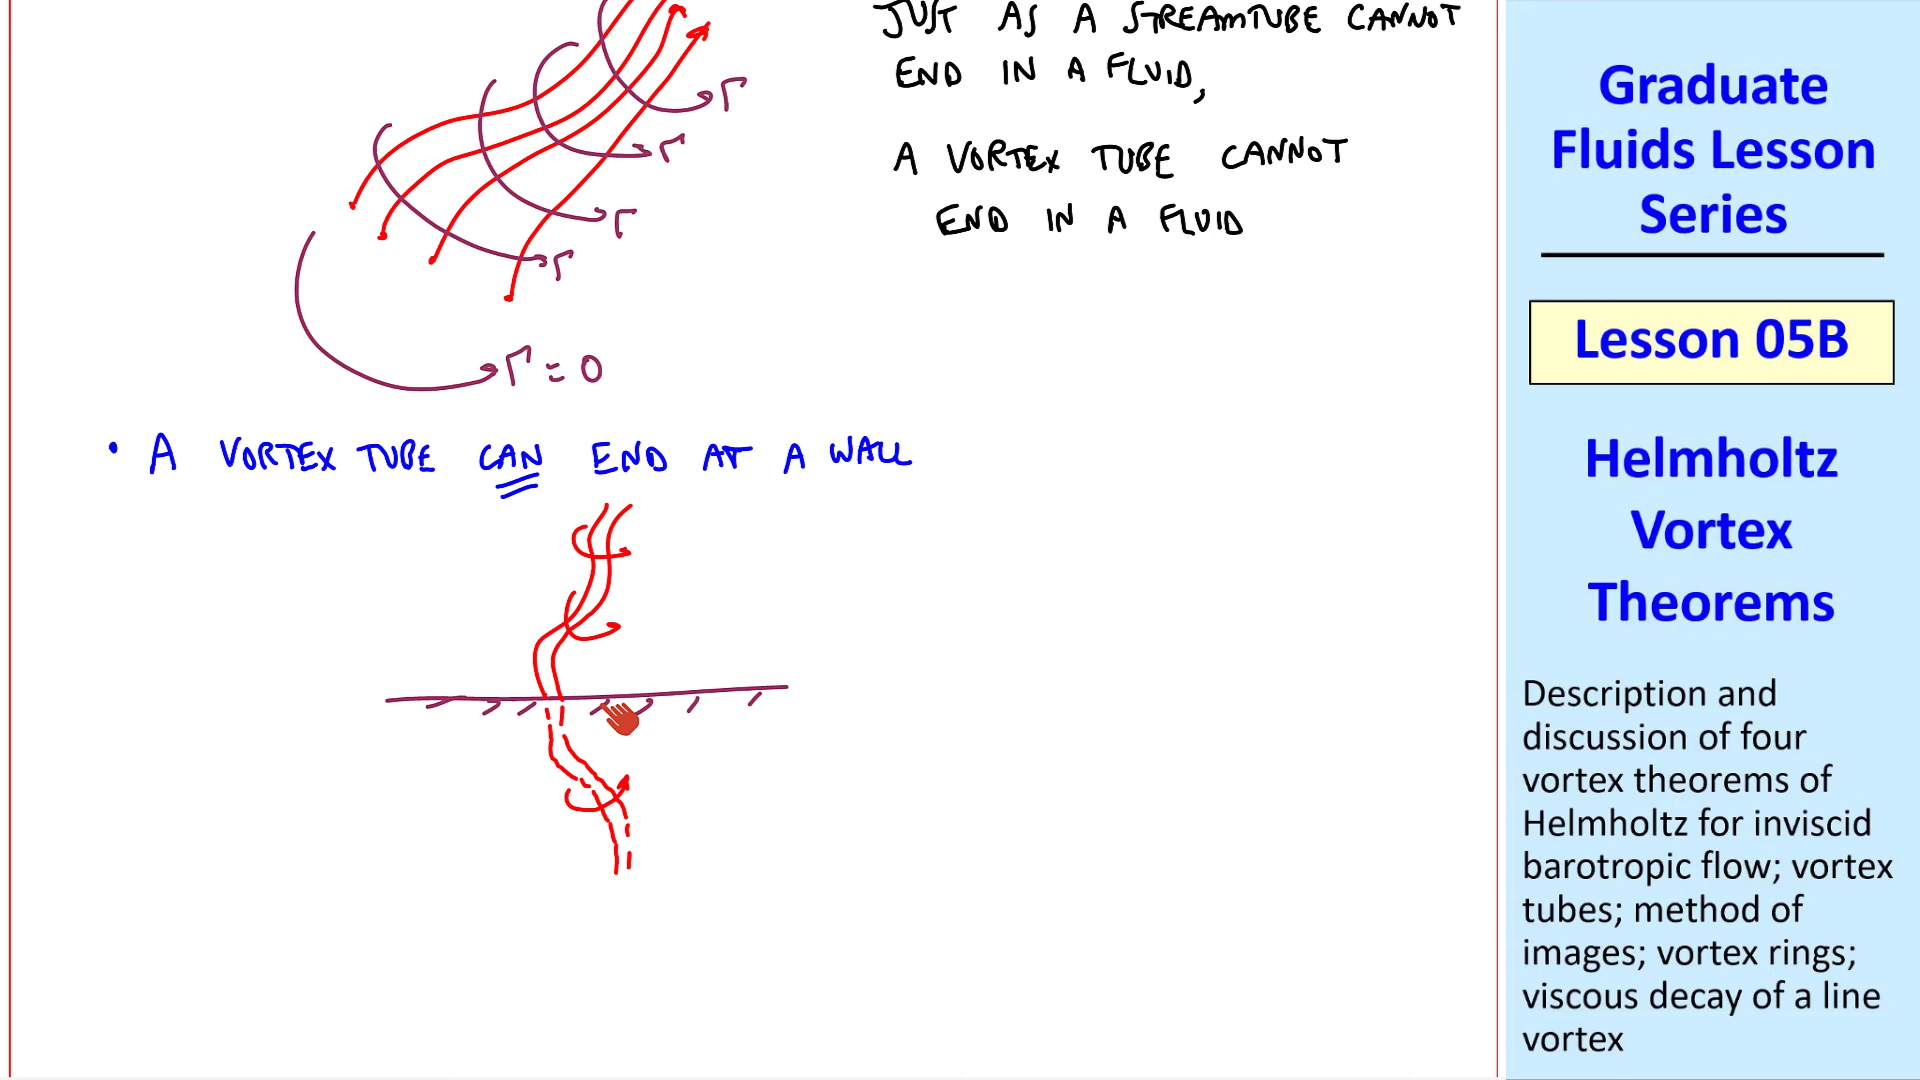 JUST AS A STREAMTUBE CANNOT
END IN A FLUID,
A VORTEX TUBE CANNOT
END IN A FLUID
Γ
Γ
Γ
Γ
Γ = 0
• A VORTEX TUBE CAN END AT A WALL
Graduate
Fluids Lesson
Series
Lesson 05B
Helmholtz
Vortex
Theorems
Description and
discussion of four
vortex theorems of
Helmholtz for inviscid
barotropic flow; vortex
tubes; method of
images; vortex rings;
viscous decay of a line
vortex